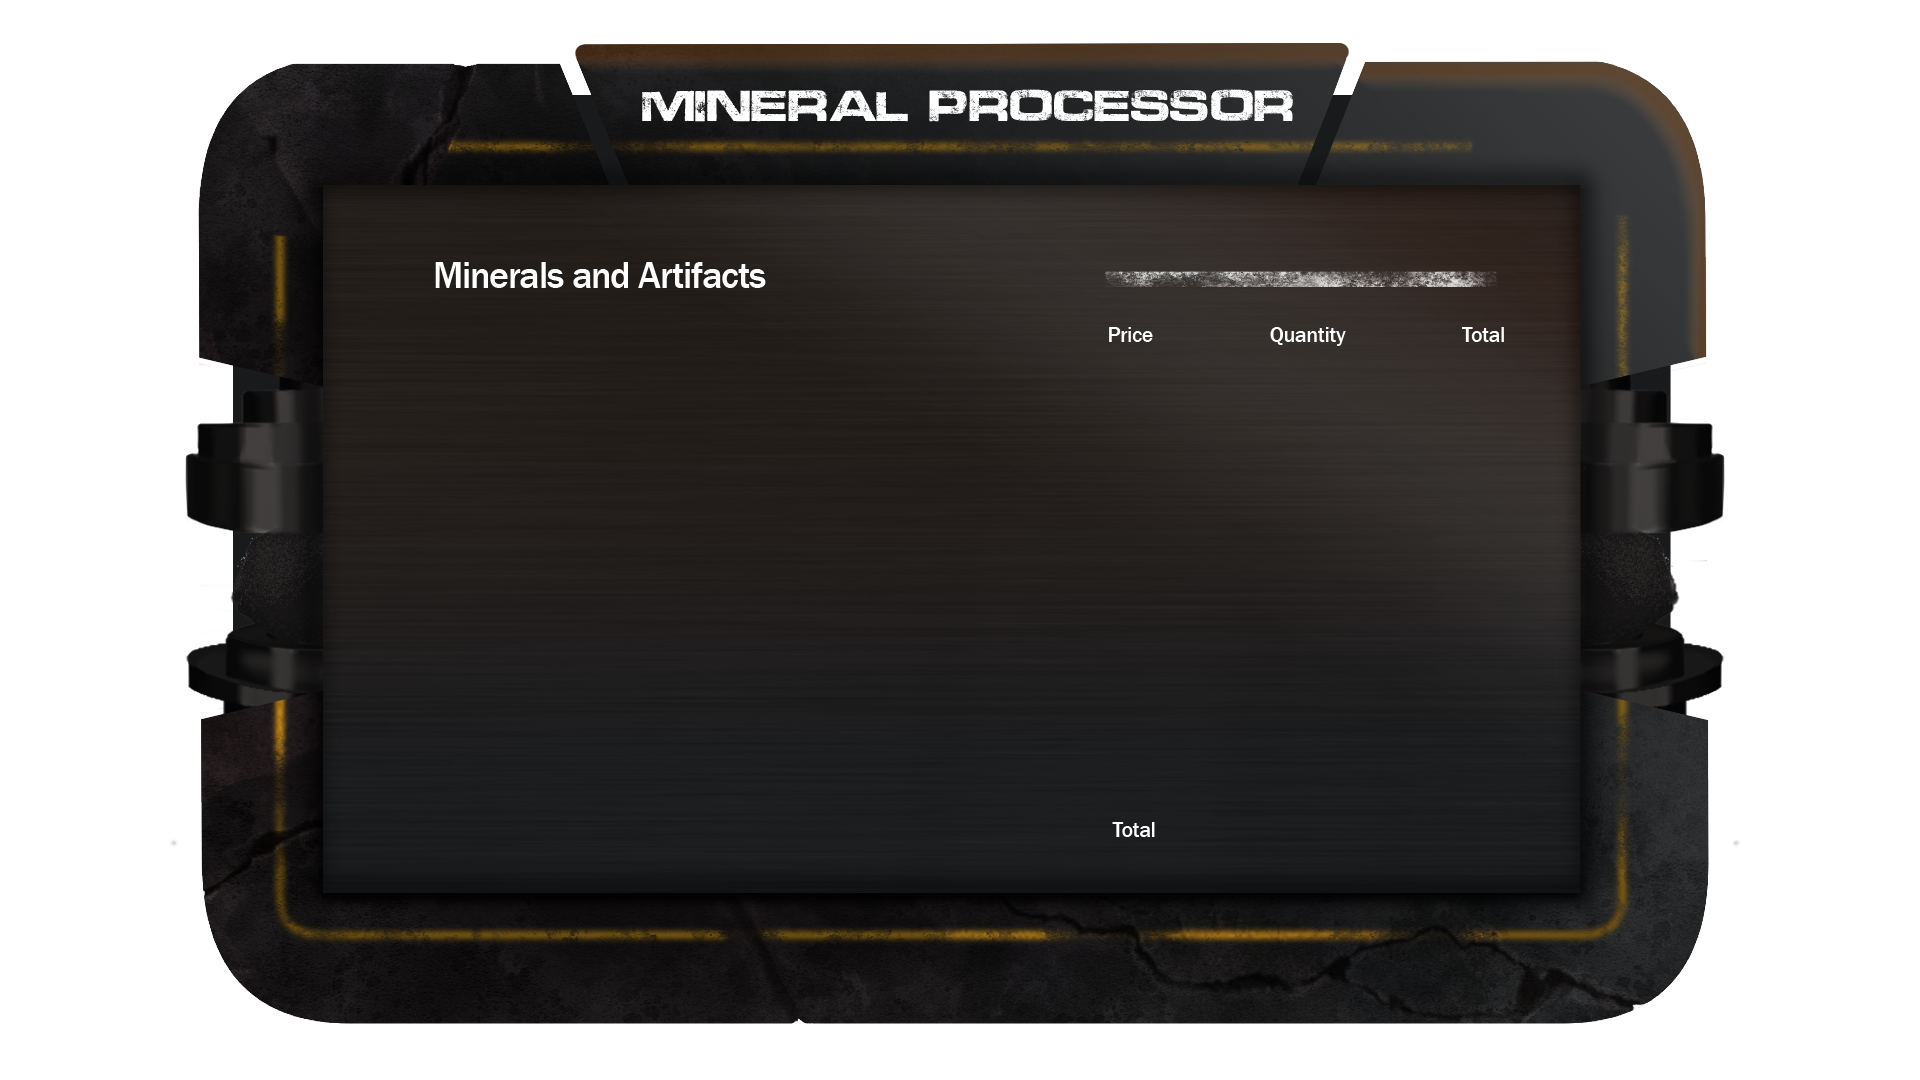 MINERAL PROCESSOR
Minerals and Artifacts
Price Quantity Total
Total